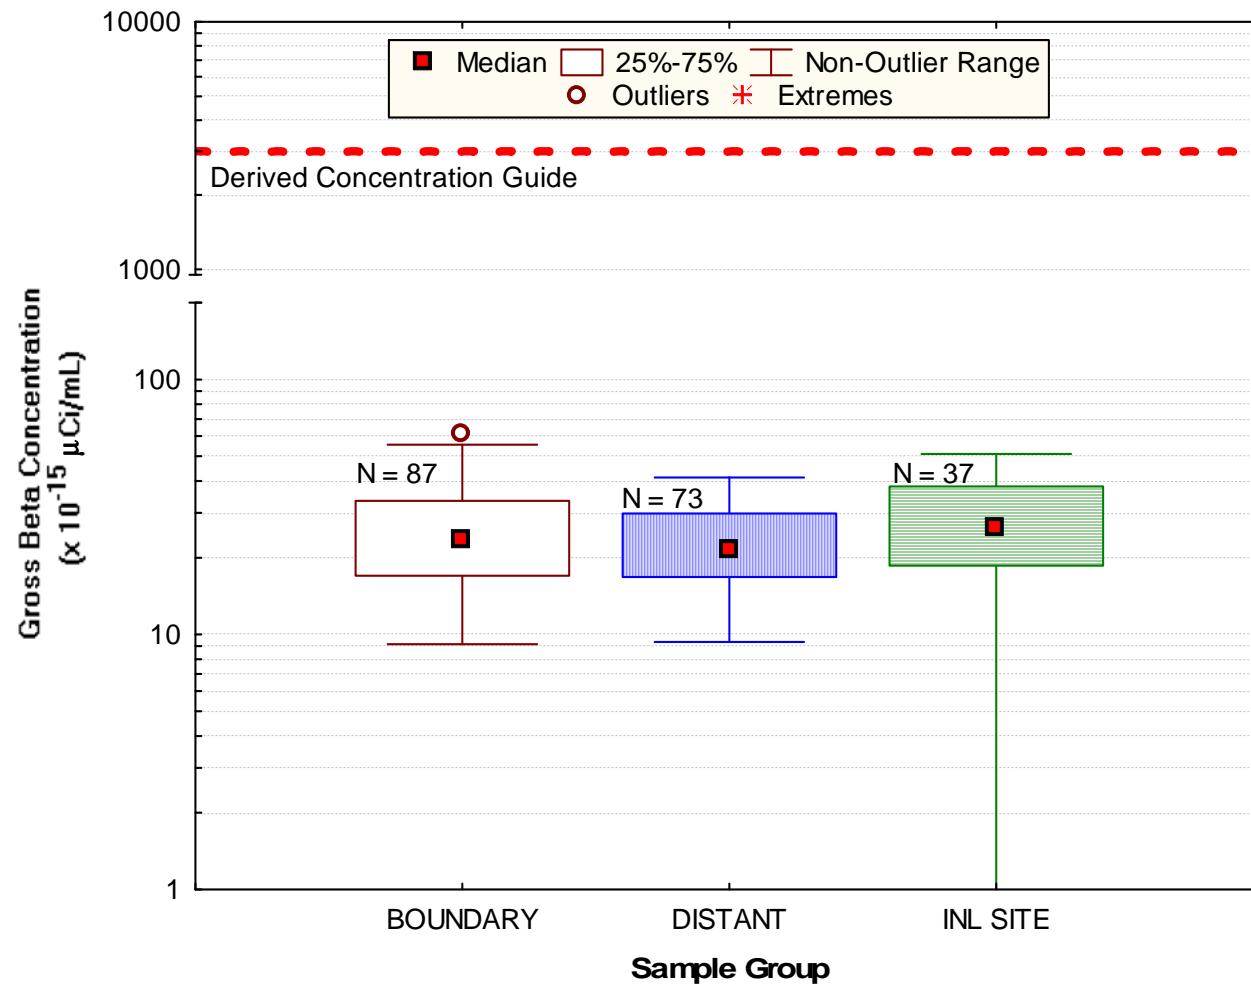 10000
Median 25%-75% Non-Outlier Range
Outliers Extremes
Derived Concentration Guide
1000
Gross Beta Concentration
(x 10⁻¹⁵ µCi/mL)
100
N = 87
N = 73
N = 37
10
1
BOUNDARY DISTANT INL SITE
Sample Group